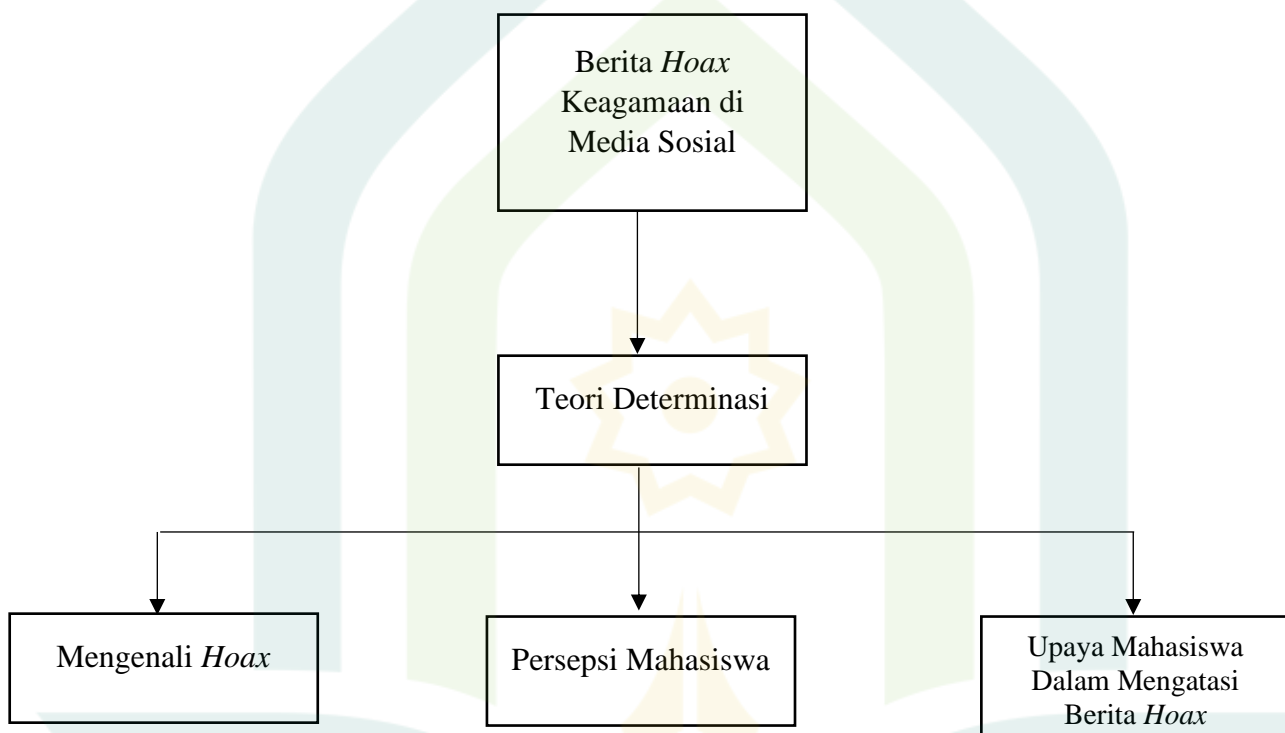 Berita Hoax
Keagamaan di
Media Sosial
Teori Determinasi
Mengenali Hoax
Persepsi Mahasiswa
Upaya Mahasiswa
Dalam Mengatasi
Berita Hoax